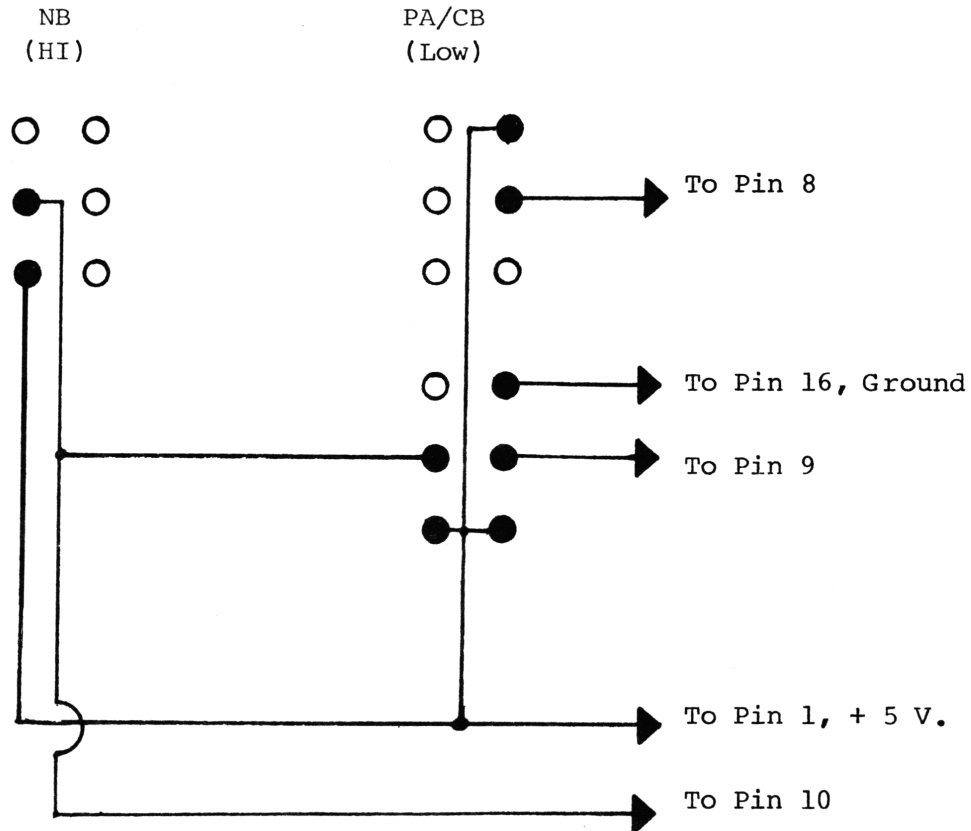 NB
(HI)
PA/CB
(Low)
To Pin 8
To Pin 16, Ground
To Pin 9
To Pin 1, + 5 V.
To Pin 10